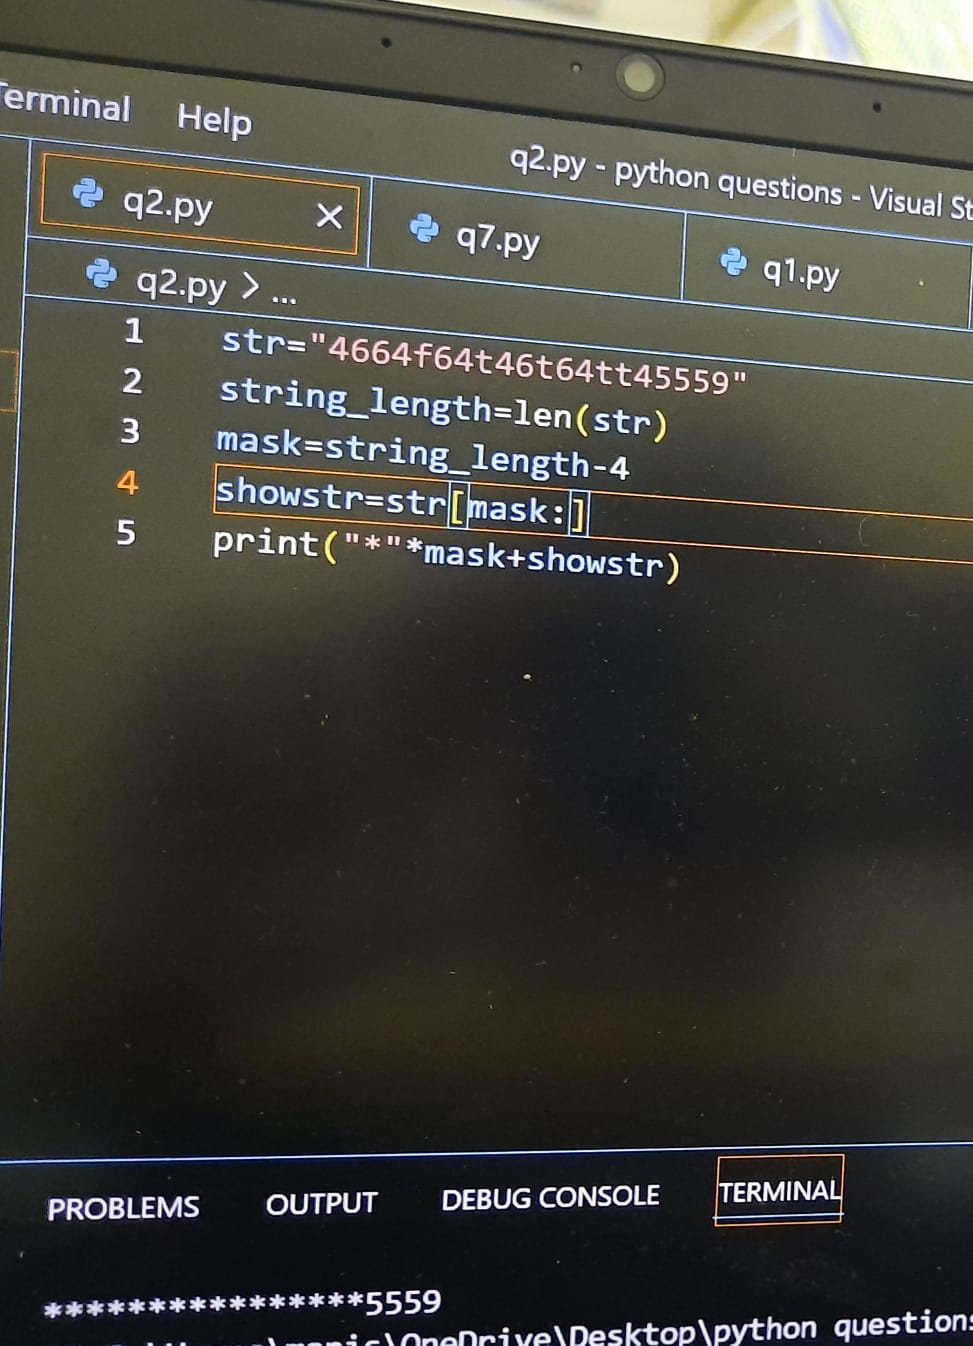 Terminal Help
q2.py - python questions - Visual St
q2.py × q7.py q1.py
q2.py > ...
1 str="4664f64t46t64tt45559"
2 string_length=len(str)
3 mask=string_length-4
4 showstr=str[mask:]
5 print("*"*mask+showstr)
PROBLEMS OUTPUT DEBUG CONSOLE TERMINAL
****************5559
\OneDrive\Desktop\python questions